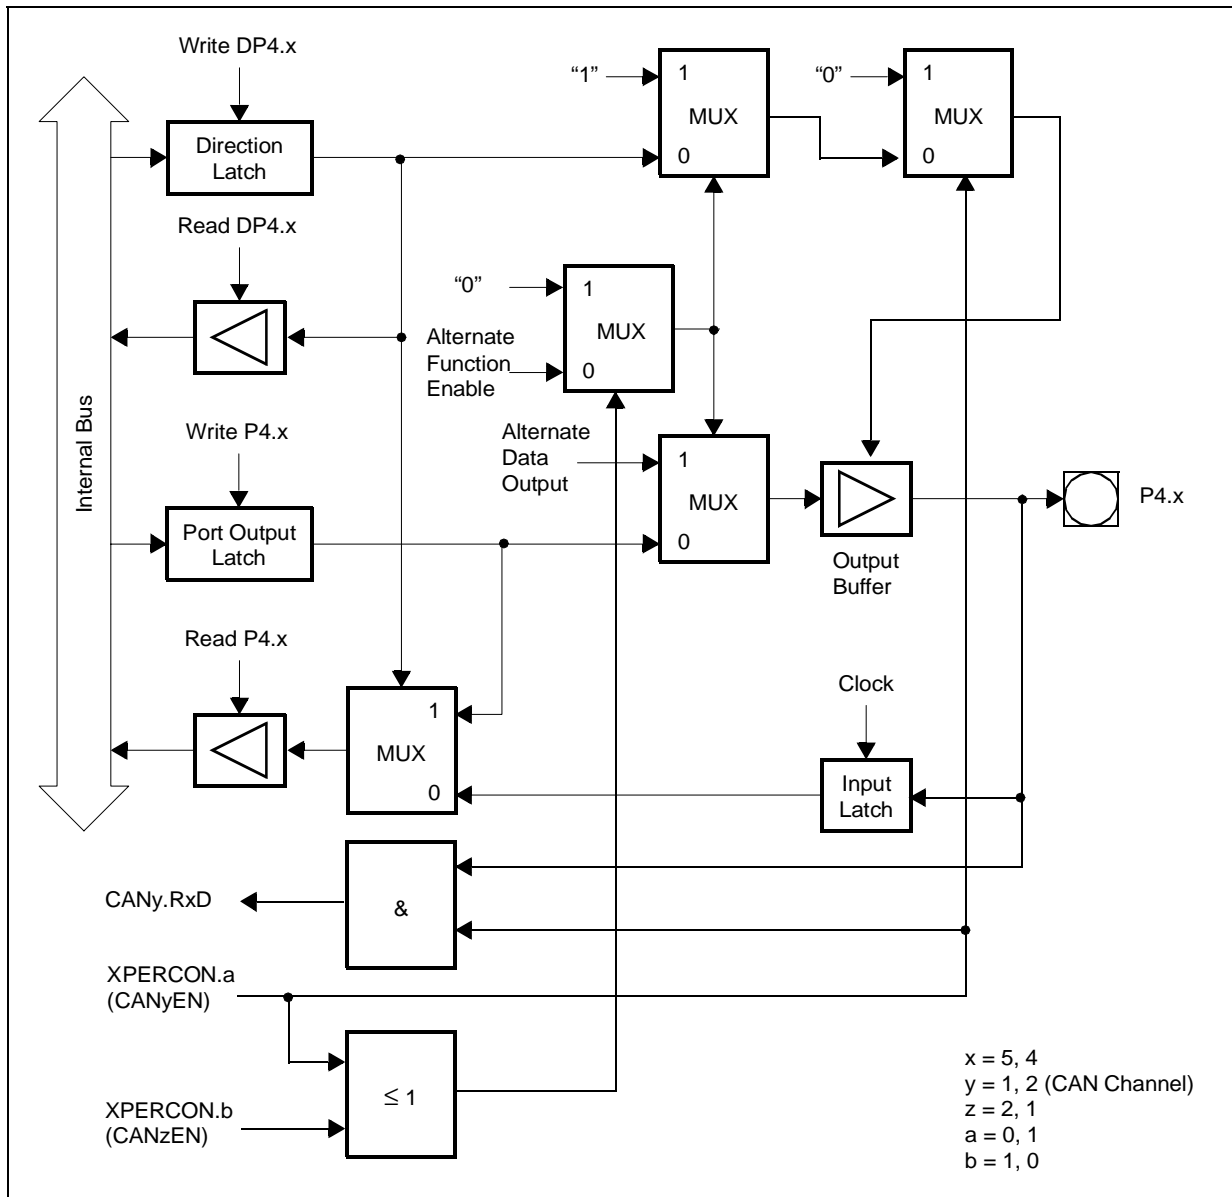 Write DP4.x
“1”
1
MUX
0
“0”
1
MUX
0
Direction
Latch
Read DP4.x
“0”
1
MUX
0
Alternate
Function
Enable
Internal Bus
Write P4.x
Alternate
Data
Output
1
MUX
0
P4.x
Port Output
Latch
Output
Buffer
Read P4.x
Clock
1
MUX
0
Input
Latch
CANy.RxD
&
XPERCON.a
(CANyEN)
≤ 1
XPERCON.b
(CANzEN)
x = 5, 4
y = 1, 2 (CAN Channel)
z = 2, 1
a = 0, 1
b = 1, 0